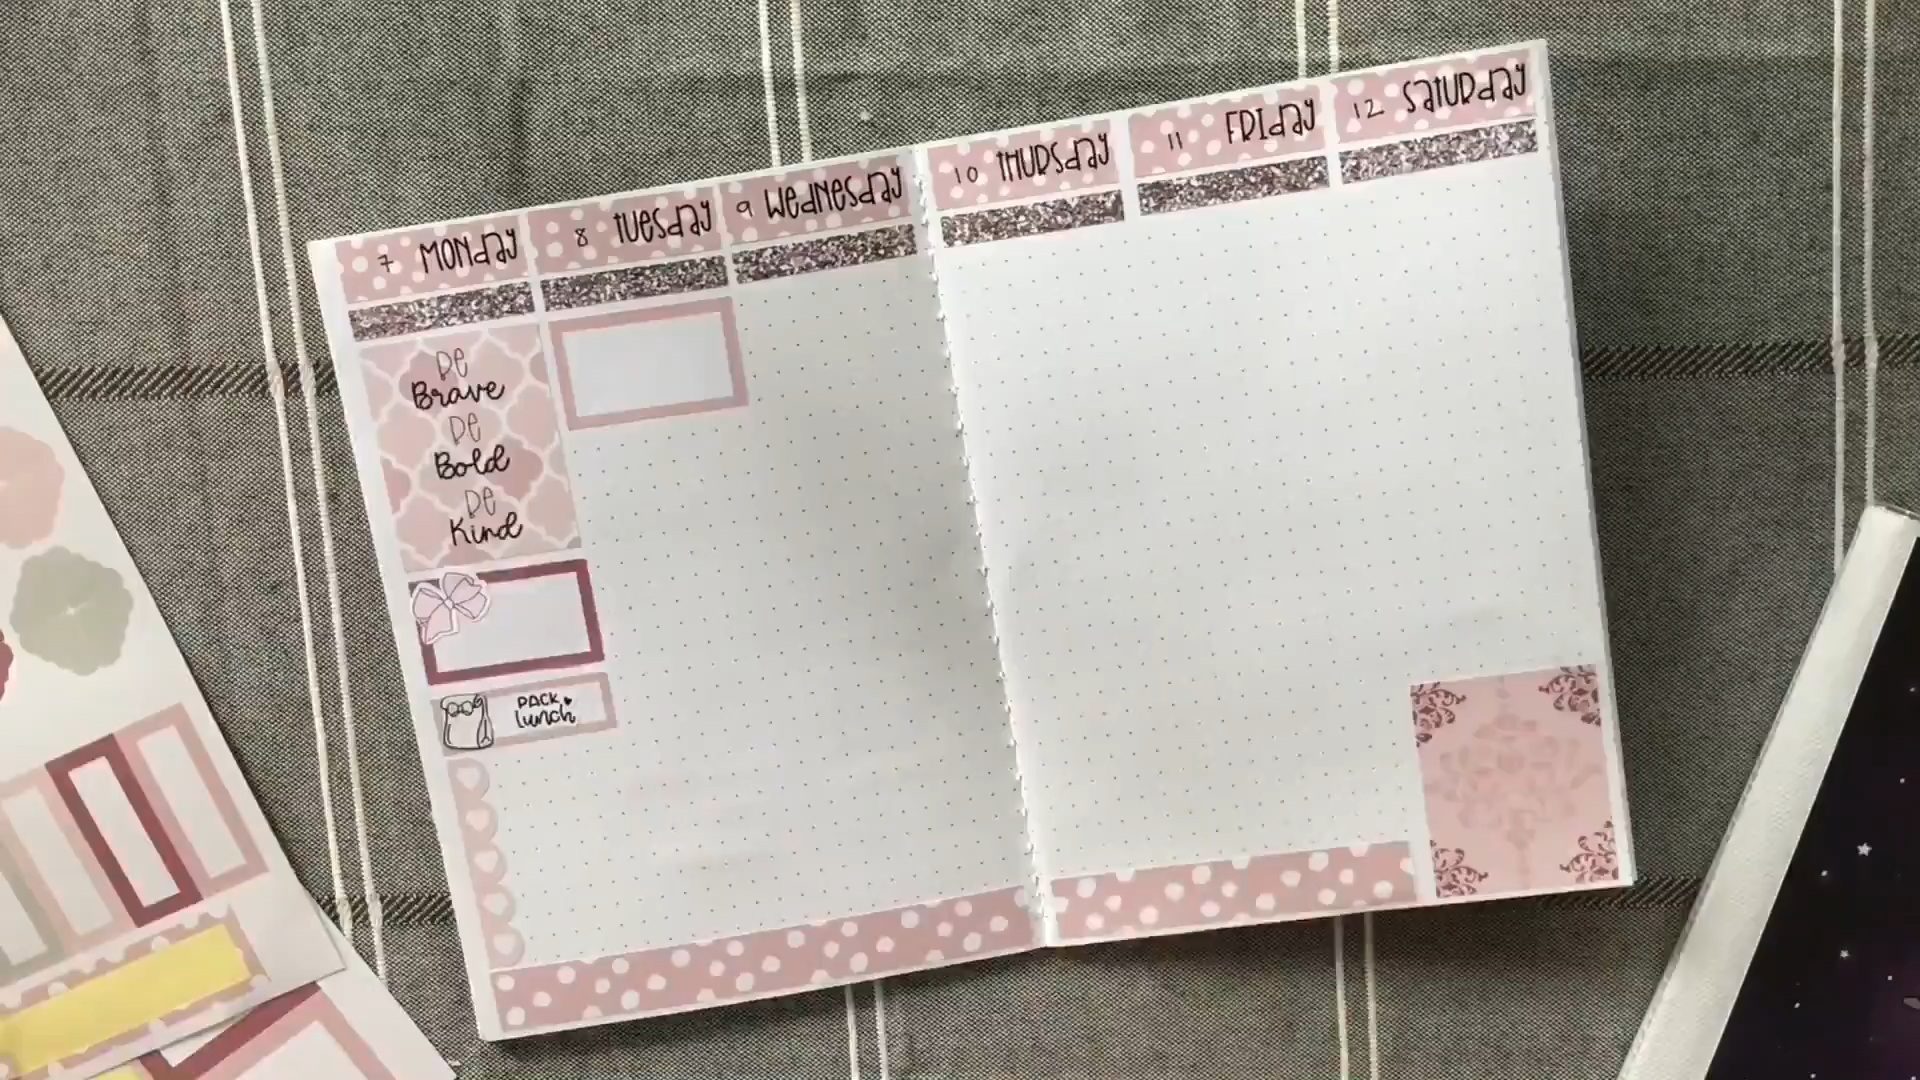 7 Monday
8 Tuesday
9 Wednesday
10 Thursday
11 Friday
12 Saturday
Be
Brave
Be
Bold
Be
Kind
Pack
Lunch